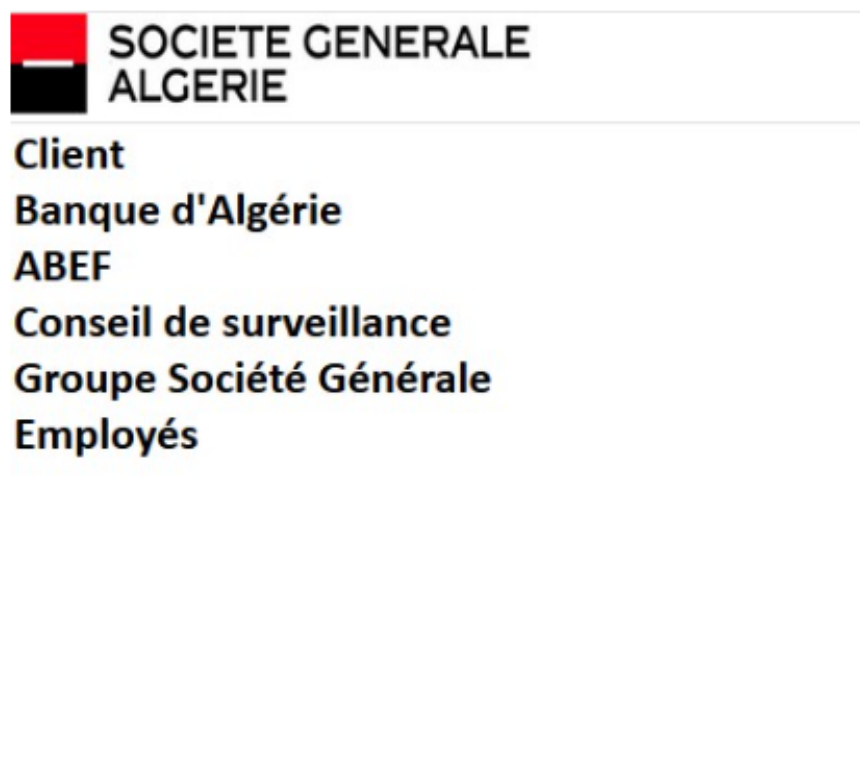 SOCIETE GENERALE
ALGERIE
Client
Banque d'Algérie
ABEF
Conseil de surveillance
Groupe Société Générale
Employés